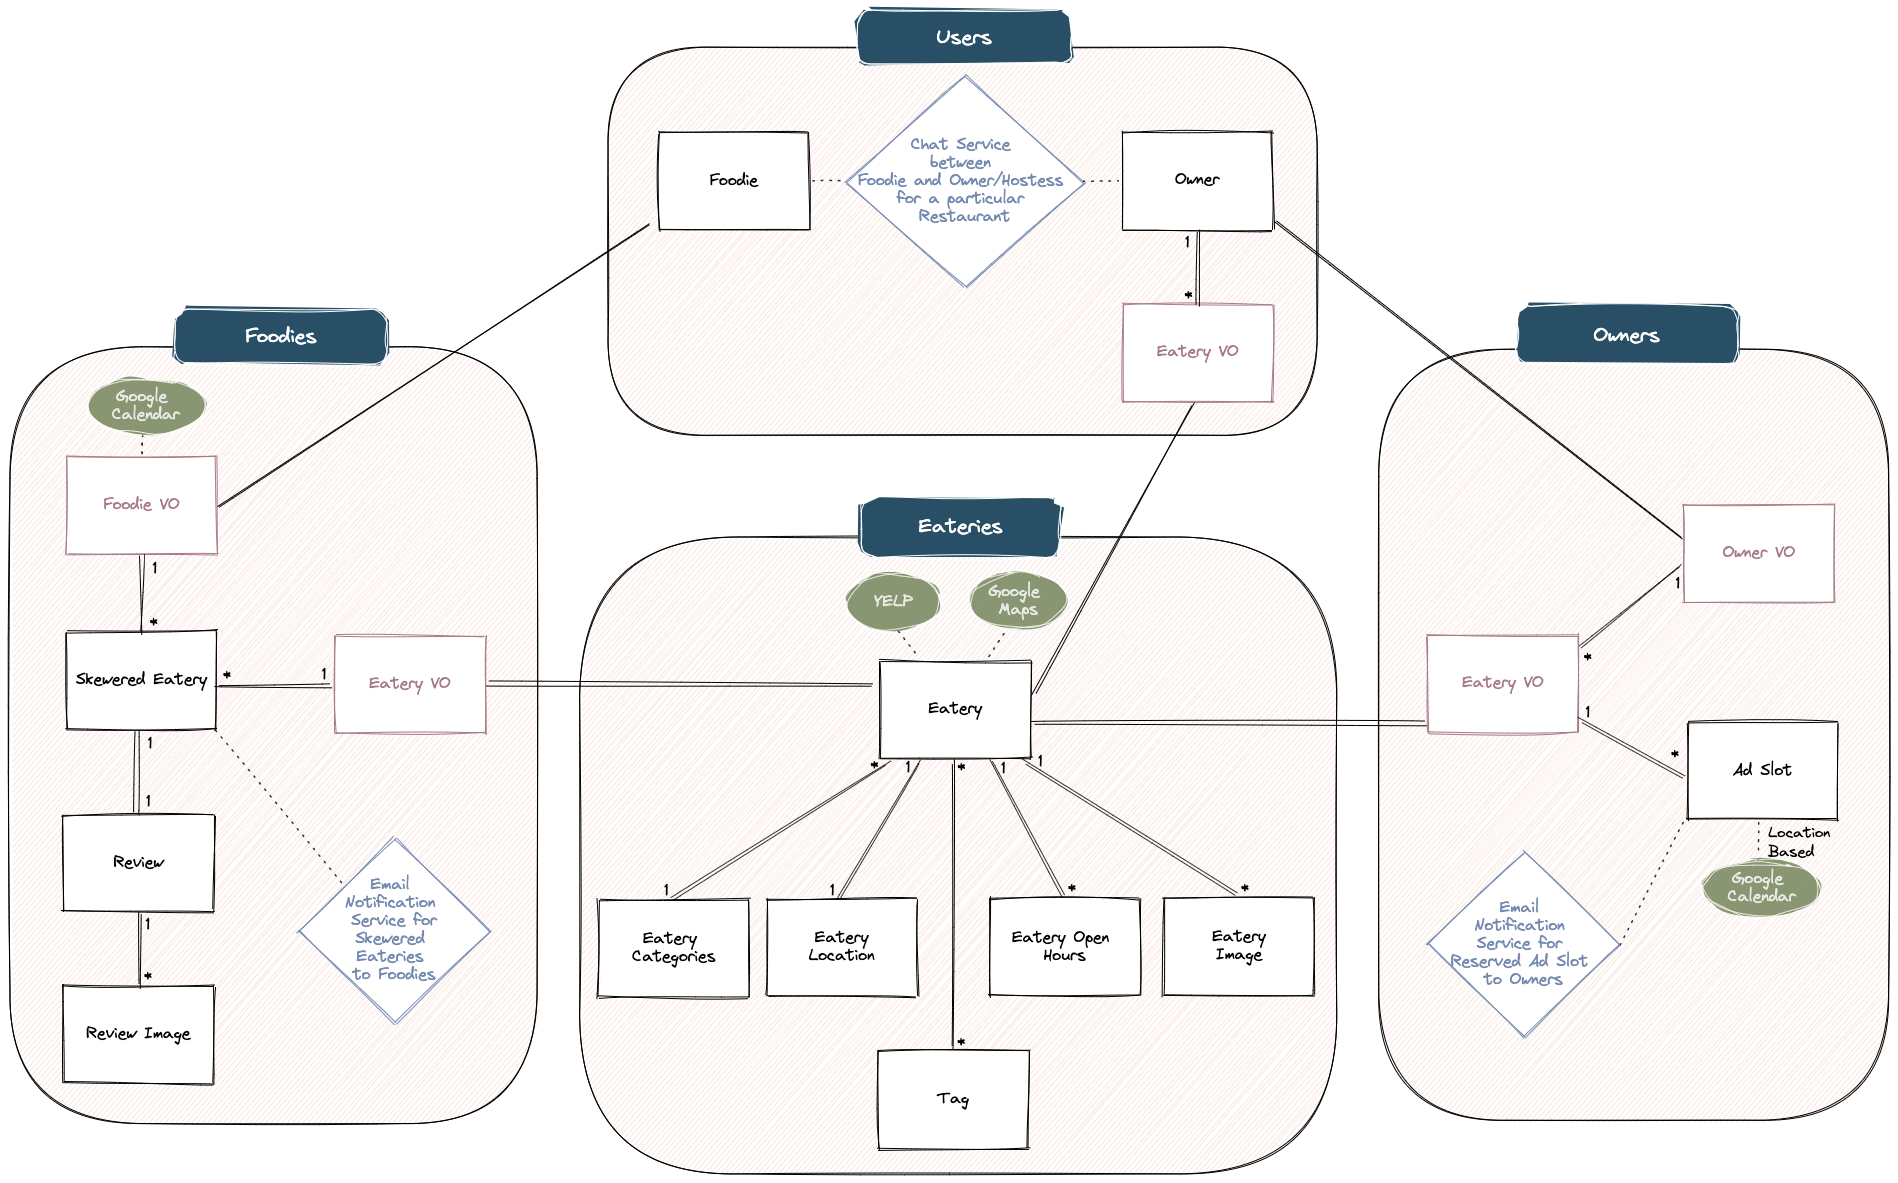 Users
Foodie
Chat Service
between
Foodie and Owner/Hostess
for a particular
Restaurant
Owner
1
*
Eatery VO
Foodies
Google
Calendar
Foodie VO
1
*
Skewered Eatery
*
1
Eatery VO
1
1
Review
1
*
Review Image
Email
Notification
Service for
Skewered
Eateries
to Foodies
Eateries
YELP
Google
Maps
Eatery
*
1
*
1
1
1
1
*
*
Eatery
Categories
Eatery
Location
Eatery Open
Hours
Eatery
Image
*
Tag
Owners
Owner VO
1
*
Eatery VO
1
*
Ad Slot
Location
Based
Google
Calendar
Email
Notification
Service for
Reserved Ad Slot
to Owners